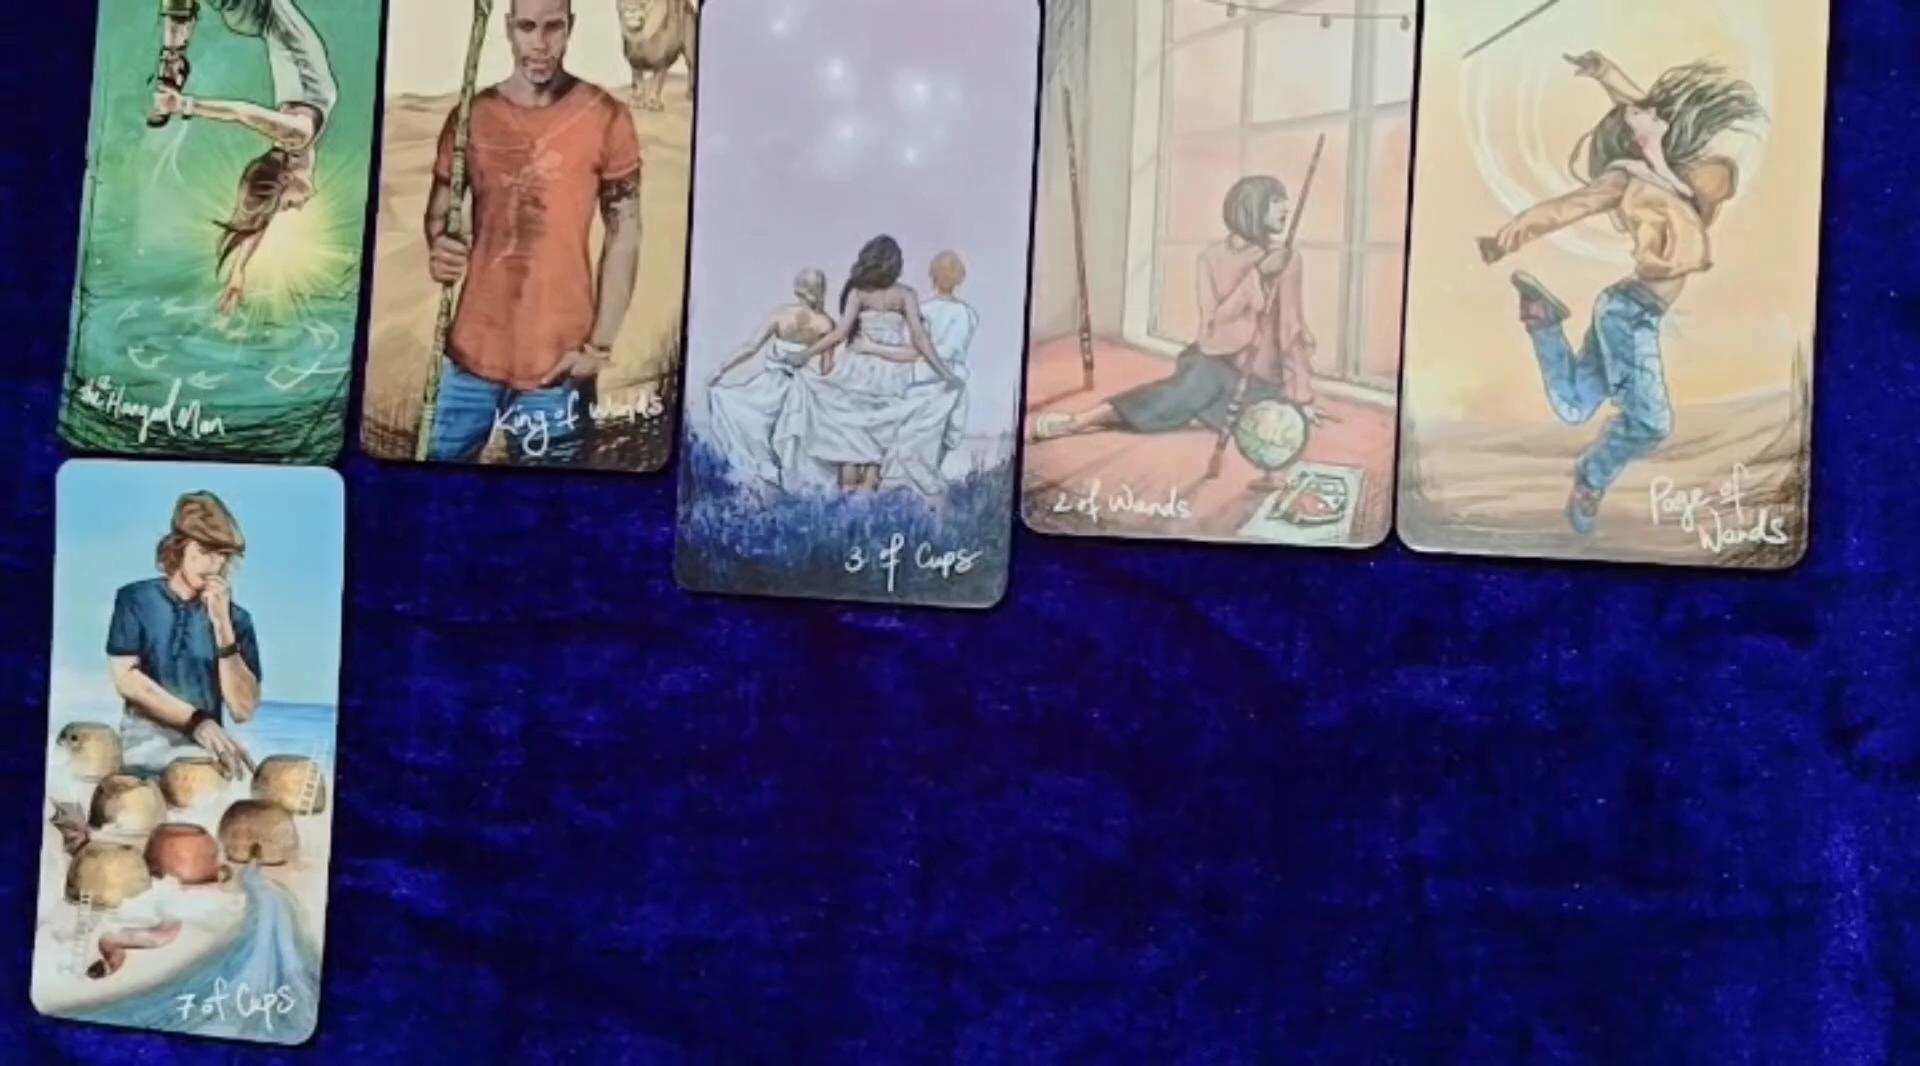 the Hanged Man
King of Wands
3 of Cups
2 of Wands
Page of
Wands
7 of Cups